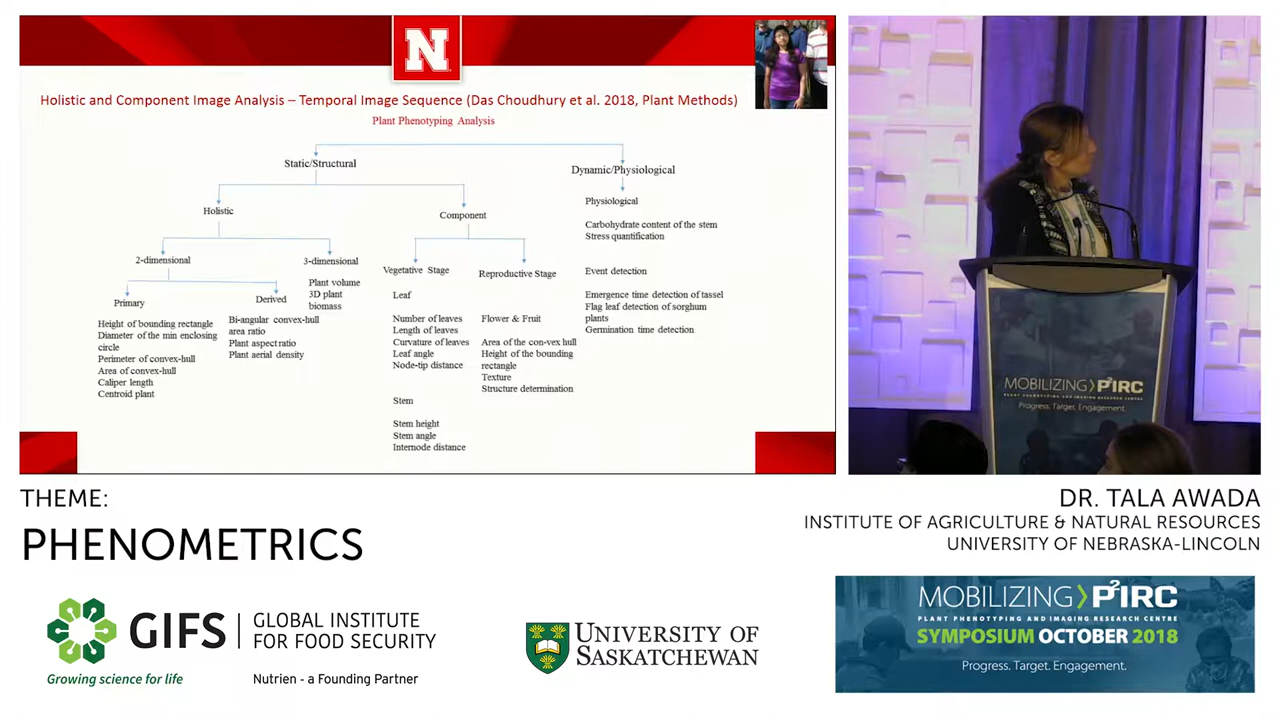 N
Holistic and Component Image Analysis – Temporal Image Sequence (Das Choudhury et al. 2018, Plant Methods)
Plant Phenotyping Analysis
Static/Structural
Dynamic/Physiological
Holistic
Component
2-dimensional
3-dimensional
Plant volume
3D plant
biomass
Primary
Height of bounding rectangle
Diameter of the min enclosing
circle
Perimeter of convex-hull
Area of convex-hull
Caliper length
Centroid plant
Derived
Bi-angular convex-hull
area ratio
Plant aspect ratio
Plant aerial density
Vegetative Stage
Leaf
Number of leaves
Length of leaves
Curvature of leaves
Leaf angle
Node-tip distance
Stem
Stem height
Stem angle
Internode distance
Reproductive Stage
Flower & Fruit
Area of the con-vex hull
Height of the bounding
rectangle
Texture
Structure determination
Physiological
Carbohydrate content of the stem
Stress quantification
Event detection
Emergence time detection of tassel
Flag leaf detection of sorghum
plants
Germination time detection
MOBILIZING P²IRC
PLANT PHENOTYPING AND IMAGING RESEARCH CENTRE
Progress. Target. Engagement.
THEME:
PHENOMETRICS
DR. TALA AWADA
INSTITUTE OF AGRICULTURE & NATURAL RESOURCES
UNIVERSITY OF NEBRASKA-LINCOLN
GIFS
GLOBAL INSTITUTE
FOR FOOD SECURITY
Growing science for life
Nutrien - a Founding Partner
UNIVERSITY OF
SASKATCHEWAN
MOBILIZING P²IRC
PLANT PHENOTYPING AND IMAGING RESEARCH CENTRE
SYMPOSIUM OCTOBER 2018
Progress. Target. Engagement.